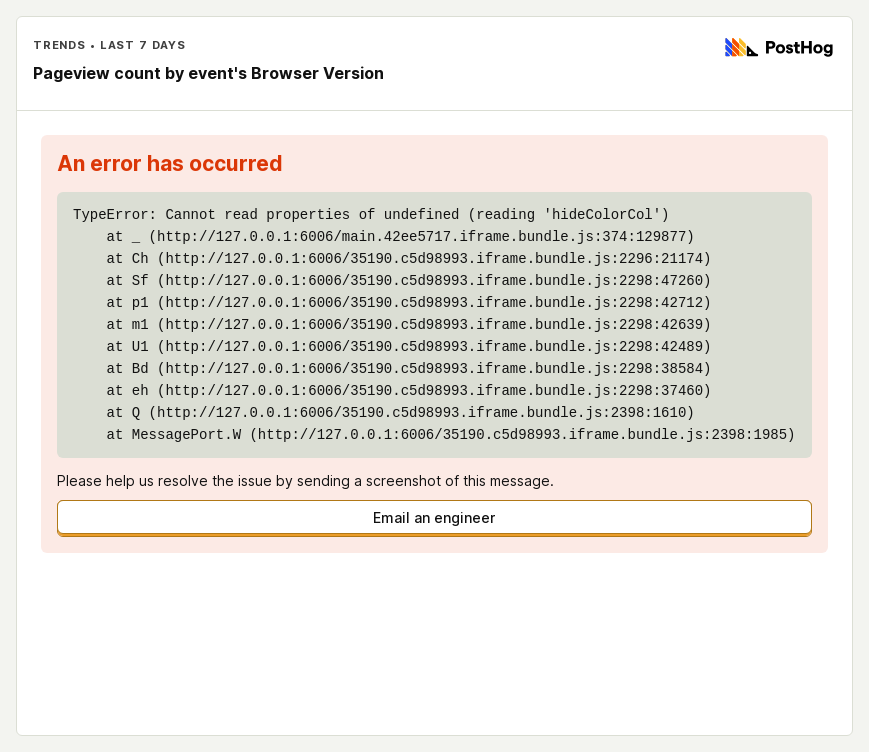 TRENDS • LAST 7 DAYS
PostHog
Pageview count by event's Browser Version
An error has occurred
TypeError: Cannot read properties of undefined (reading 'hideColorCol')
    at _ (http://127.0.0.1:6006/main.42ee5717.iframe.bundle.js:374:129877)
    at Ch (http://127.0.0.1:6006/35190.c5d98993.iframe.bundle.js:2296:21174)
    at Sf (http://127.0.0.1:6006/35190.c5d98993.iframe.bundle.js:2298:47260)
    at p1 (http://127.0.0.1:6006/35190.c5d98993.iframe.bundle.js:2298:42712)
    at m1 (http://127.0.0.1:6006/35190.c5d98993.iframe.bundle.js:2298:42639)
    at U1 (http://127.0.0.1:6006/35190.c5d98993.iframe.bundle.js:2298:42489)
    at Bd (http://127.0.0.1:6006/35190.c5d98993.iframe.bundle.js:2298:38584)
    at eh (http://127.0.0.1:6006/35190.c5d98993.iframe.bundle.js:2298:37460)
    at Q (http://127.0.0.1:6006/35190.c5d98993.iframe.bundle.js:2398:1610)
    at MessagePort.W (http://127.0.0.1:6006/35190.c5d98993.iframe.bundle.js:2398:1985)
Please help us resolve the issue by sending a screenshot of this message.
Email an engineer